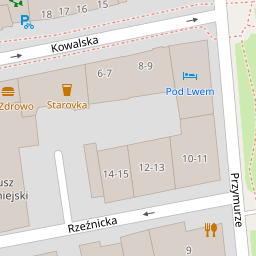 18 17 16 15
Kowalska
6-7
8-9
Zdrowo
Starovka
Pod Lwem
10-11
12-13
14-15
Przymurze
Rzeźnicka
9